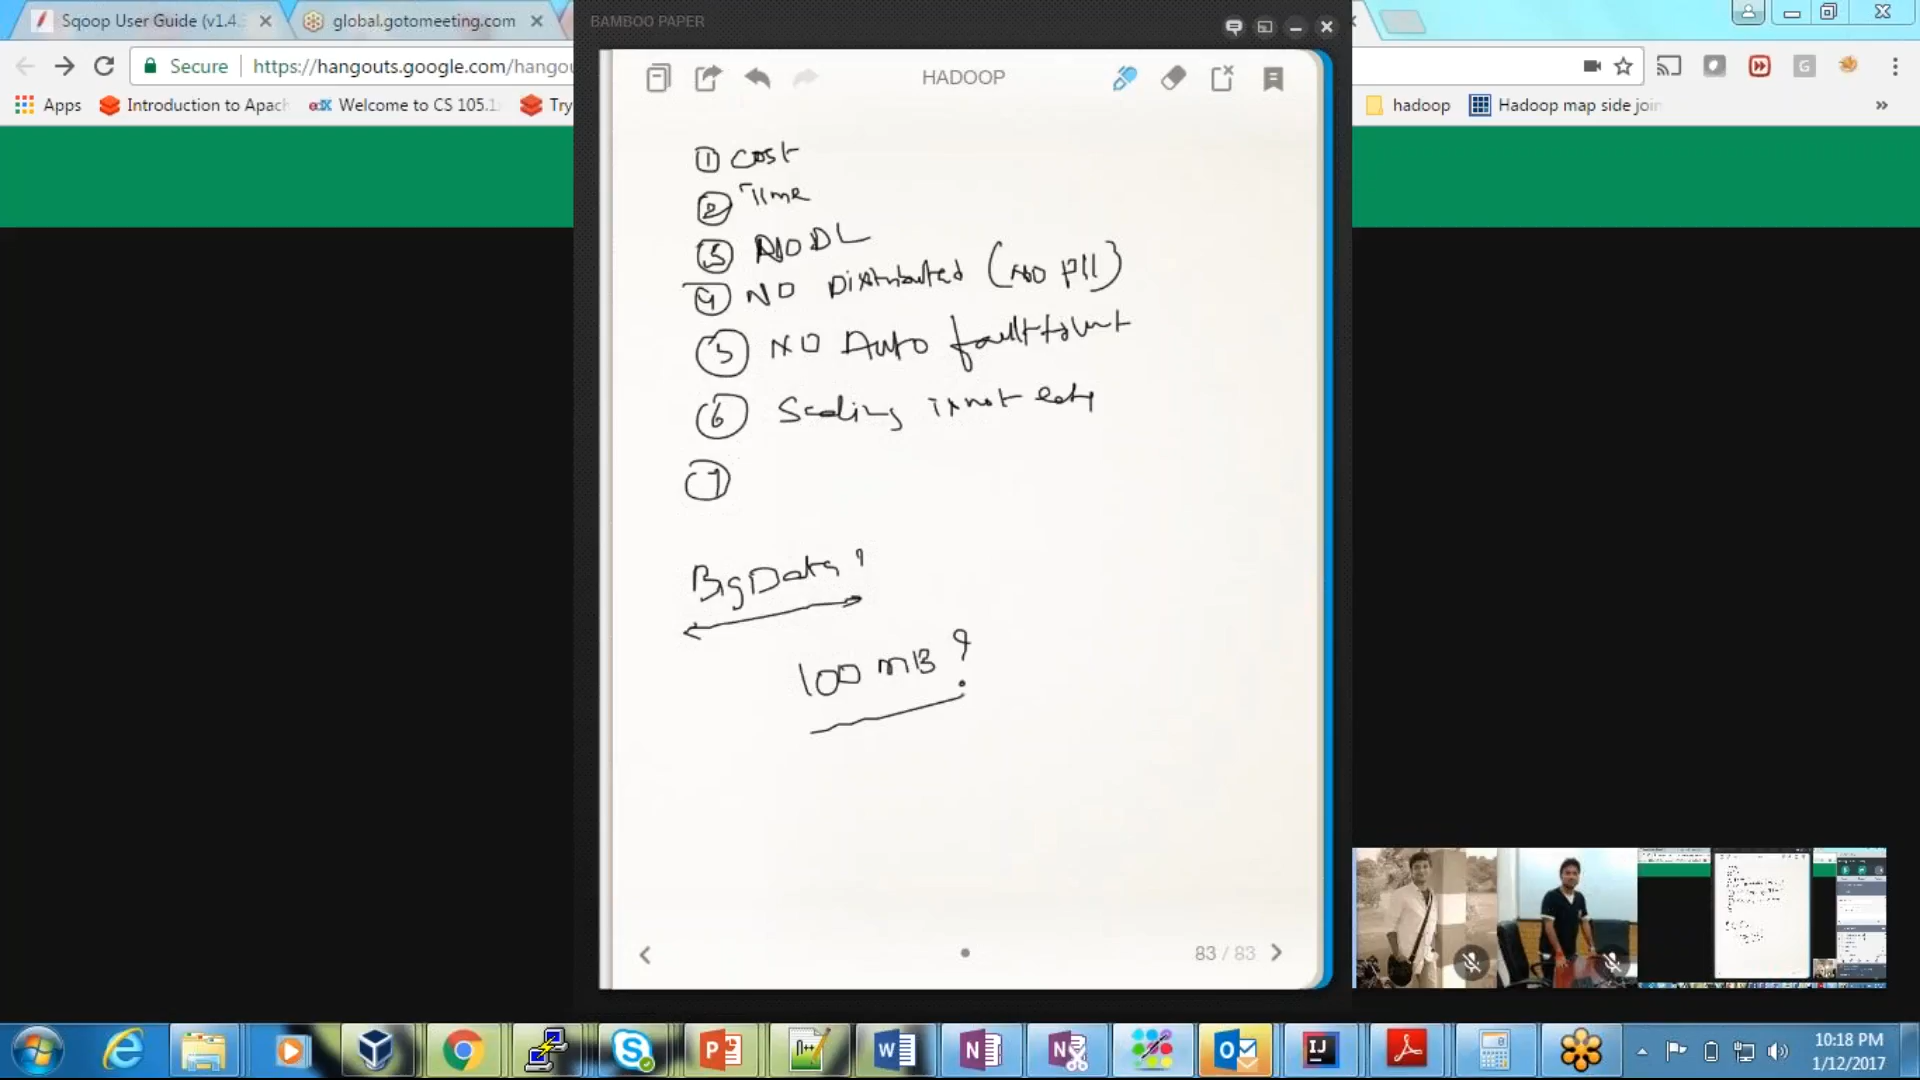 Sqoop User Guide (v1.4.
global.gotomeeting.com
BAMBOO PAPER
Secure
https://hangouts.google.com/hango
Apps
Introduction to Apach
edX
Welcome to CS 105.1
Try
hadoop
Hadoop map side join
HADOOP
1 cost
2 Time
3 NO DL
4 NO Distributed (NO Pll)
5 NO Auto fault
6 Scaling is not easy
7
BigData?
100 MB?
83 / 83
10:18 PM
1/12/2017